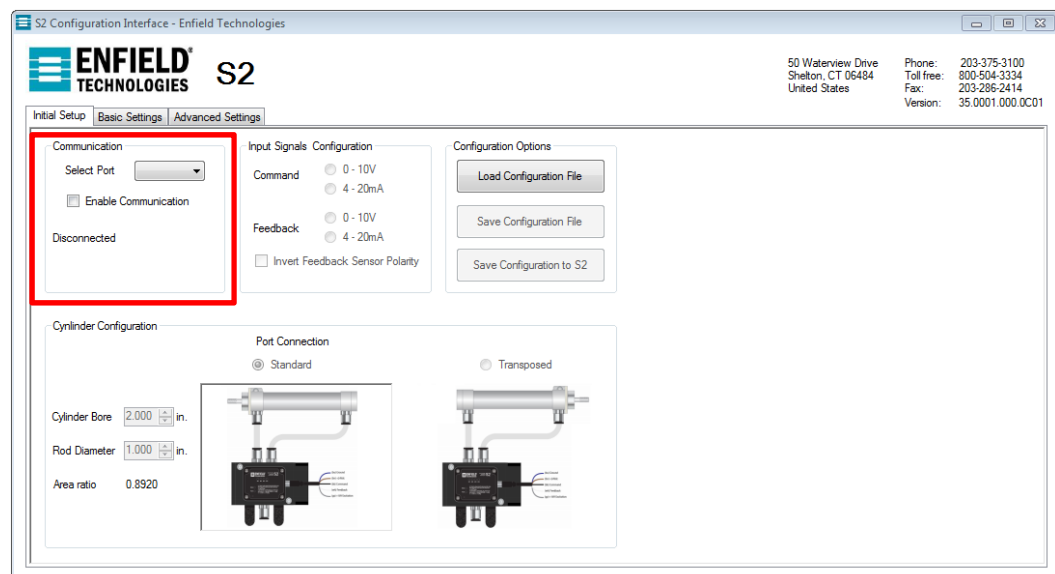 S2 Configuration Interface - Enfield Technologies
ENFIELD
TECHNOLOGIES
S2
50 Waterview Drive
Shelton, CT 06484
United States
Phone: 203-375-3100
Toll free: 800-504-3334
Fax: 203-286-2414
Version: 35.0001.000.0C01
Initial Setup Basic Settings Advanced Settings
Communication
Select Port
Enable Communication
Disconnected
Input Signals Configuration
Command
0 - 10V
4 - 20mA
Feedback
0 - 10V
4 - 20mA
Invert Feedback Sensor Polarity
Configuration Options
Load Configuration File
Save Configuration File
Save Configuration to S2
Cynlinder Configuration
Port Connection
Standard
Transposed
Cylinder Bore 2.000 in.
Rod Diameter 1.000 in.
Area ratio 0.8920